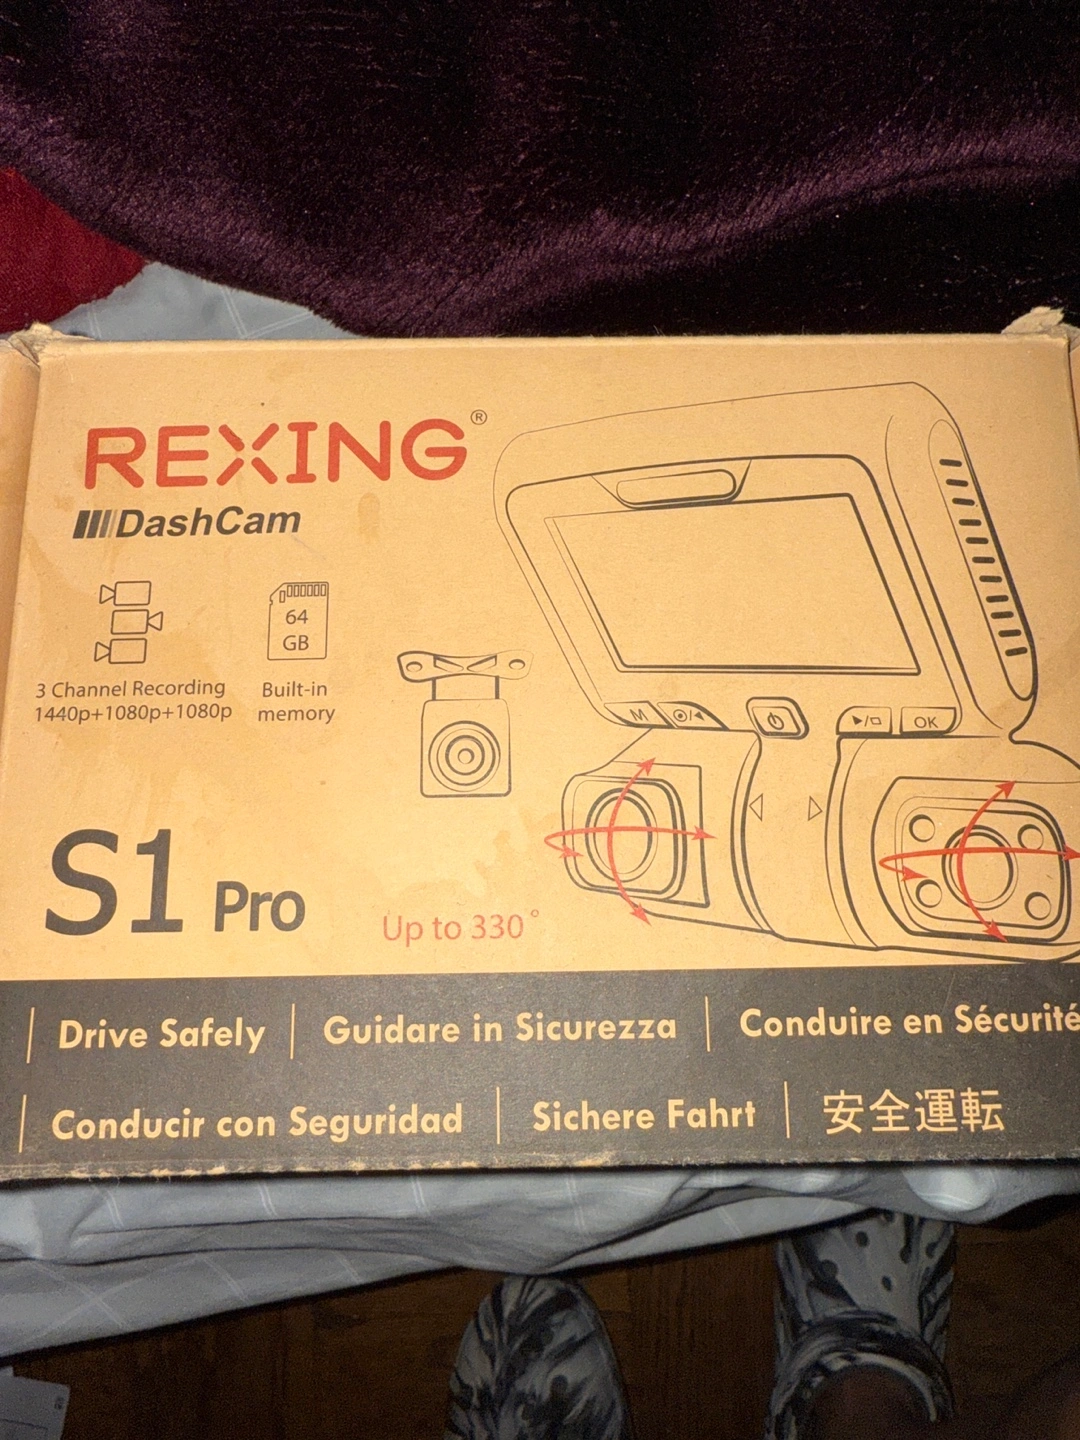 REXING®
DashCam
64
GB
3 Channel Recording
1440p+1080p+1080p
Built-in
memory
M
OK
S1 Pro
Up to 330°
Drive Safely | Guidare in Sicurezza | Conduire en Sécurité
Conducir con Seguridad | Sichere Fahrt | 安全運転